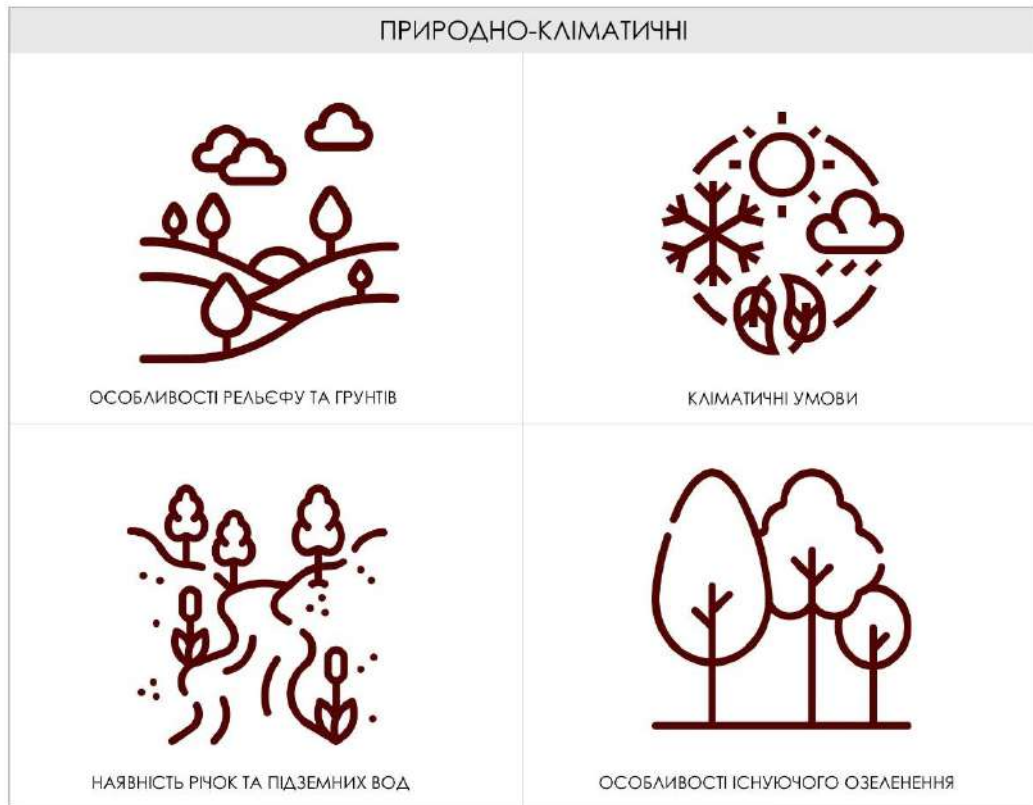 ПРИРОДНО-КЛІМАТИЧНІ
ОСОБЛИВОСТІ РЕЛЬЄФУ ТА ГРУНТІВ
КЛІМАТИЧНІ УМОВИ
НАЯВНІСТЬ РІЧОК ТА ПІДЗЕМНИХ ВОД
ОСОБЛИВОСТІ ІСНУЮЧОГО ОЗЕЛЕНЕННЯ